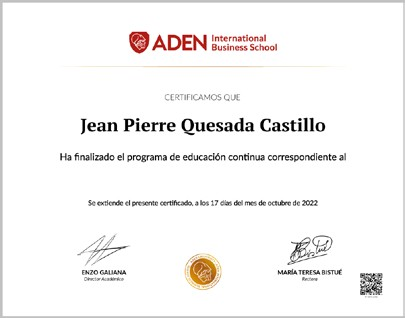 ADEN International
Business School
CERTIFICAMOS QUE
Jean Pierre Quesada Castillo
Ha finalizado el programa de educación continua correspondiente al
Se extiende el presente certificado, a los 17 días del mes de octubre de 2022
ENZO GALIANA
Director Académico
MARÍA TERESA BISTUÉ
Rectora